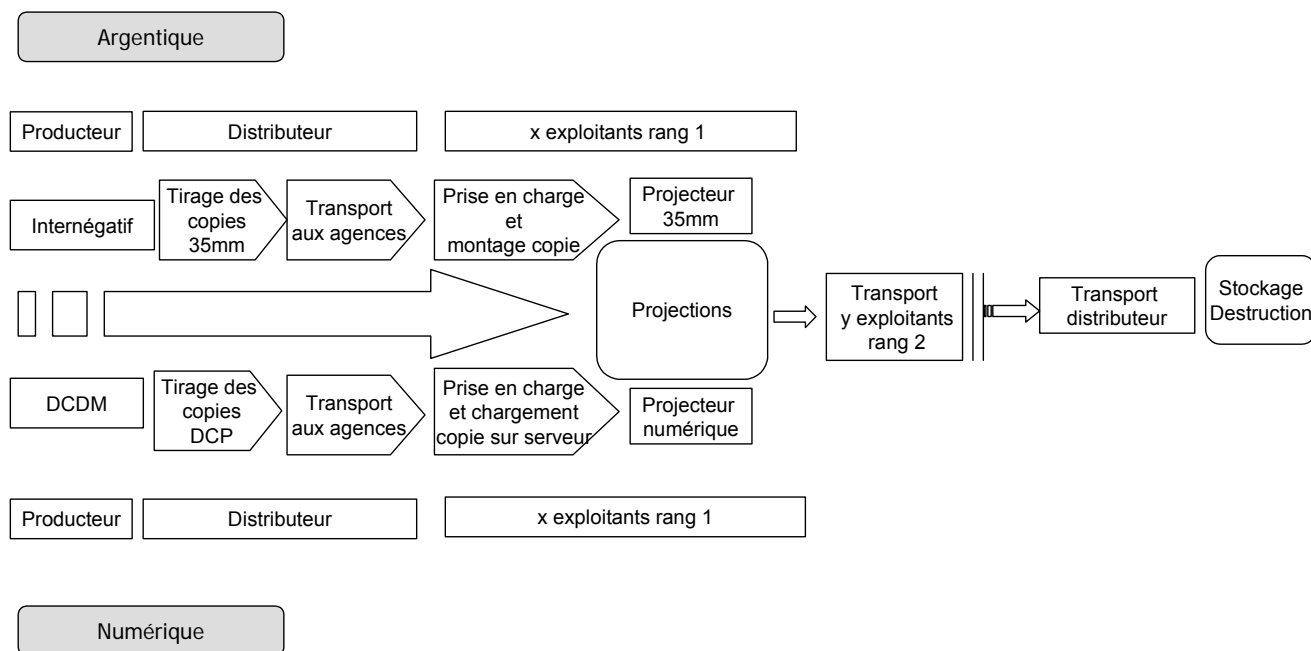 Argentique
Producteur
Distributeur
x exploitants rang 1
Internégatif
Tirage des
copies
35mm
Transport
aux agences
Prise en charge
et
montage copie
Projecteur
35mm
Projections
Transport
y exploitants
rang 2
Transport
distributeur
Stockage
Destruction
DCDM
Tirage des
copies
DCP
Transport
aux agences
Prise en charge
et chargement
copie sur serveur
Projecteur
numérique
Producteur
Distributeur
x exploitants rang 1
Numérique